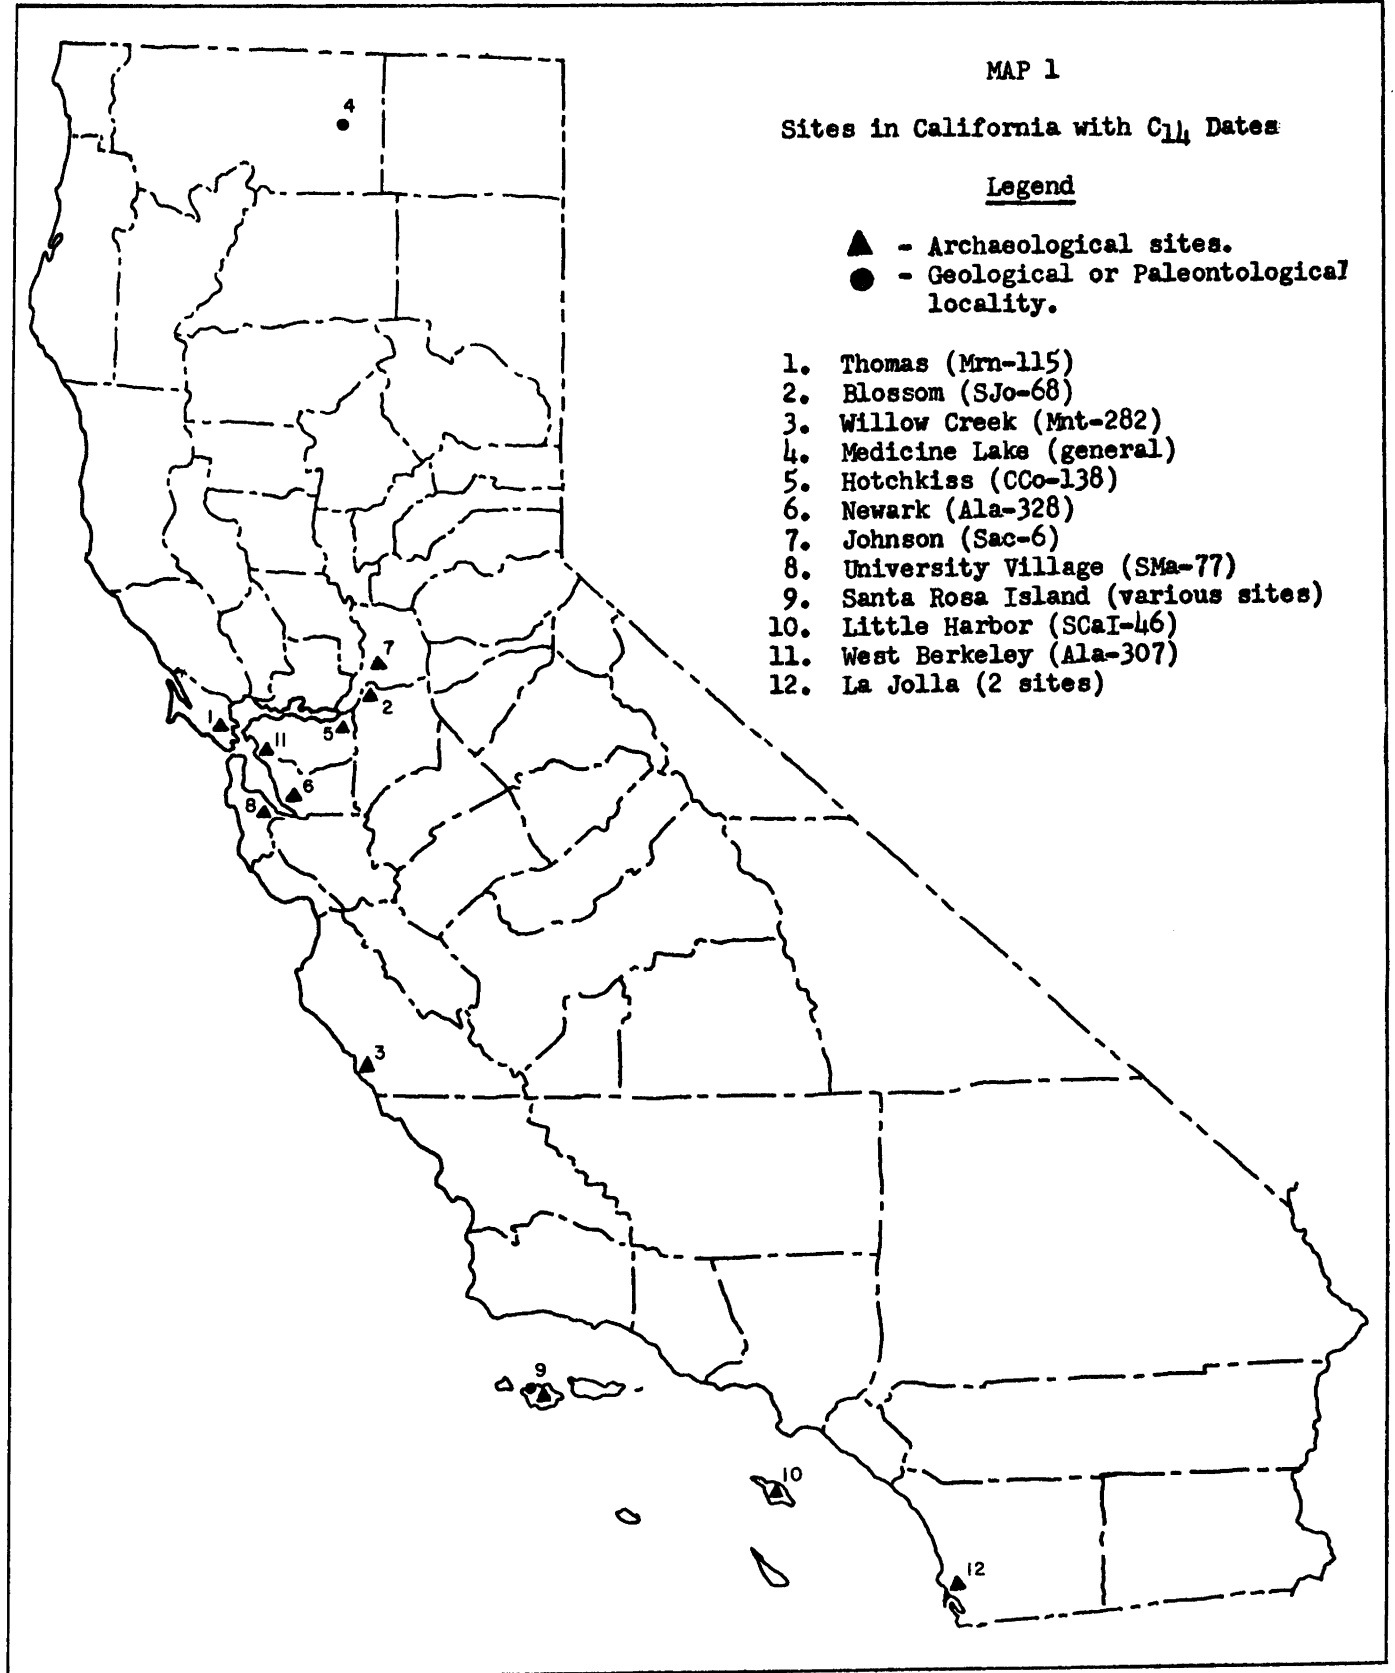 MAP 1
Sites in California with C14 Dates
Legend
- Archaeological sites.
- Geological or Paleontological
locality.
1. Thomas (Mrn-115)
2. Blossom (SJo-68)
3. Willow Creek (Mnt-282)
4. Medicine Lake (general)
5. Hotchkiss (CCo-138)
6. Newark (Ala-328)
7. Johnson (Sac-6)
8. University Village (SMa-77)
9. Santa Rosa Island (various sites)
10. Little Harbor (SCaI-46)
11. West Berkeley (Ala-307)
12. La Jolla (2 sites)
4
7
2
1
5
11
6
8
3
9
10
12